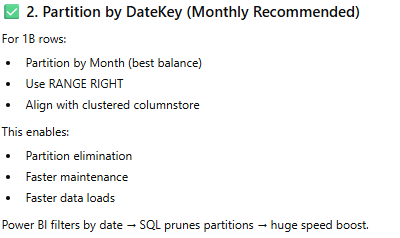 ✅ 2. Partition by DateKey (Monthly Recommended)
For 1B rows:
• Partition by Month (best balance)
• Use RANGE RIGHT
• Align with clustered columnstore
This enables:
• Partition elimination
• Faster maintenance
• Faster data loads
Power BI filters by date → SQL prunes partitions → huge speed boost.